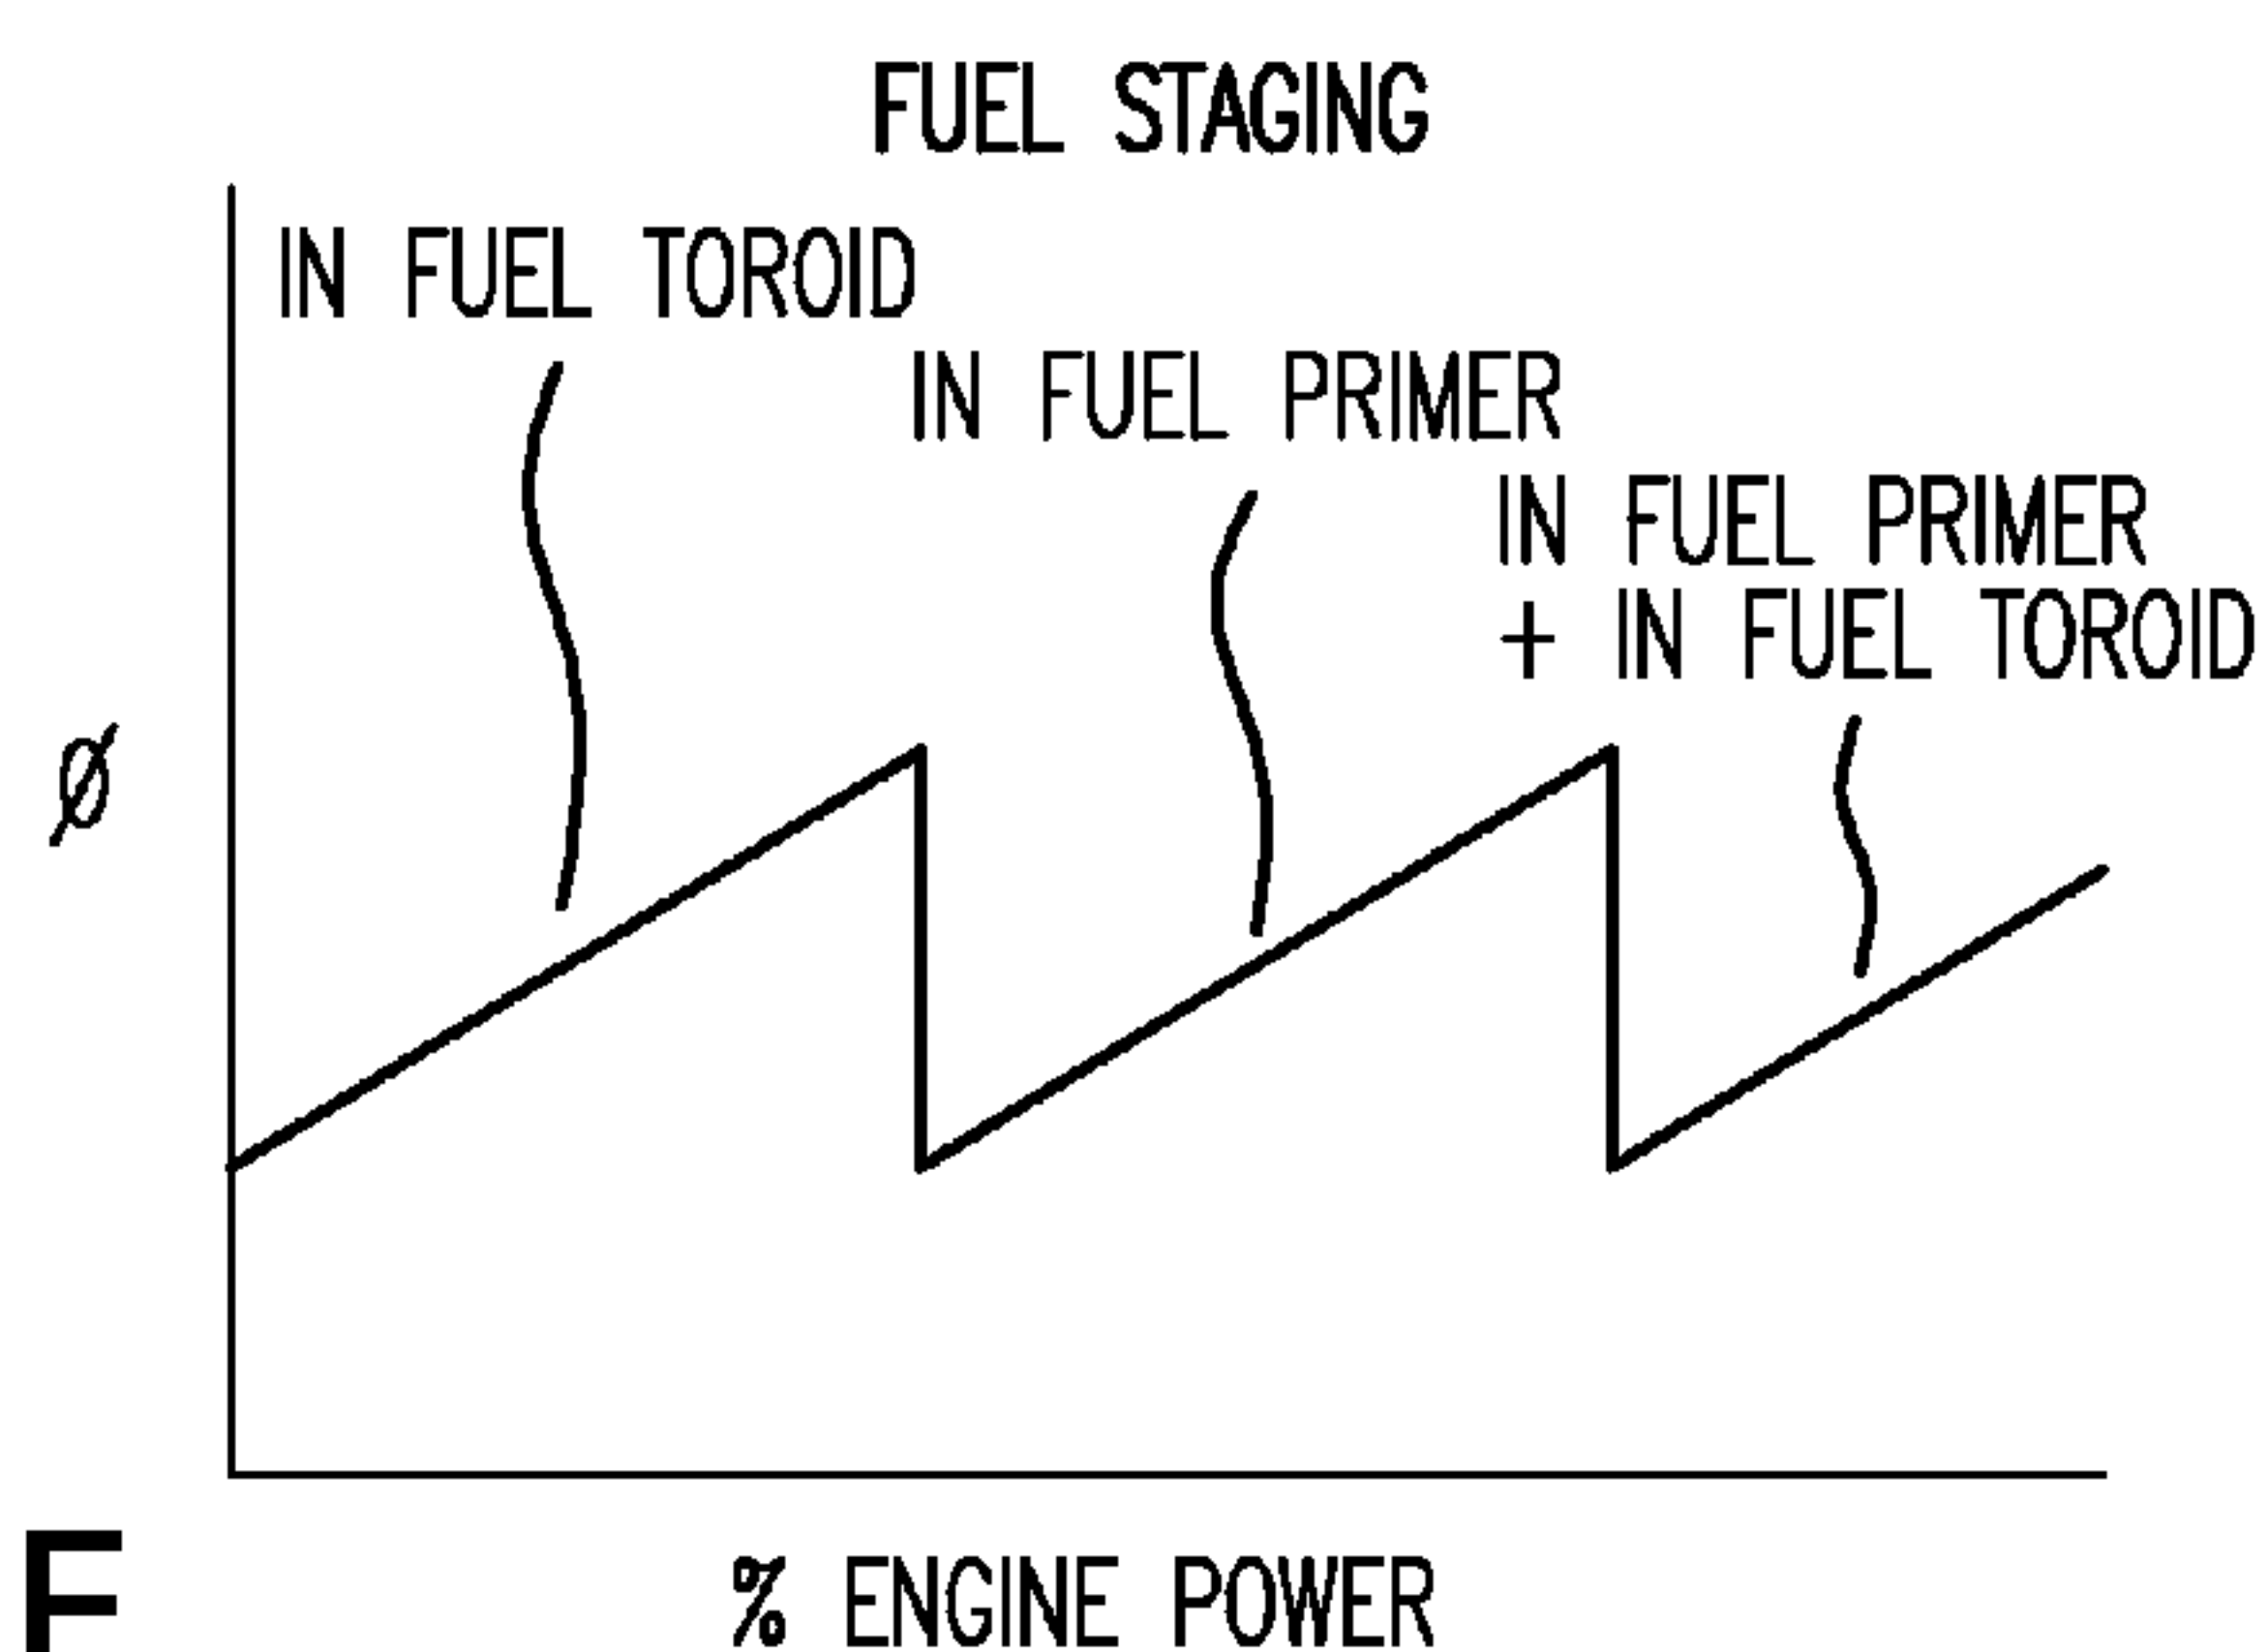 FUEL STAGING
IN FUEL TOROID
IN FUEL PRIMER
IN FUEL PRIMER
+ IN FUEL TOROID
Ø
% ENGINE POWER
F